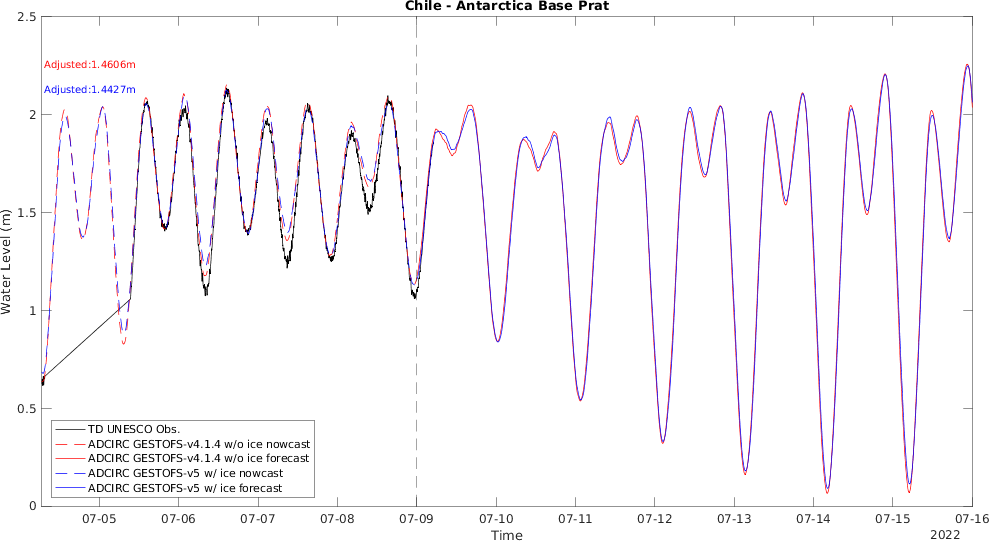 Chile - Antarctica Base Prat
2.5
Adjusted:1.4606m
Adjusted:1.4427m
2
1.5
Water Level (m)
1
0.5
0
TD UNESCO Obs.
ADCIRC GESTOFS-v4.1.4 w/o ice nowcast
ADCIRC GESTOFS-v4.1.4 w/o ice forecast
ADCIRC GESTOFS-v5 w/ ice nowcast
ADCIRC GESTOFS-v5 w/ ice forecast
07-05 07-06 07-07 07-08 07-09 07-10 07-11 07-12 07-13 07-14 07-15 07-16
Time
2022